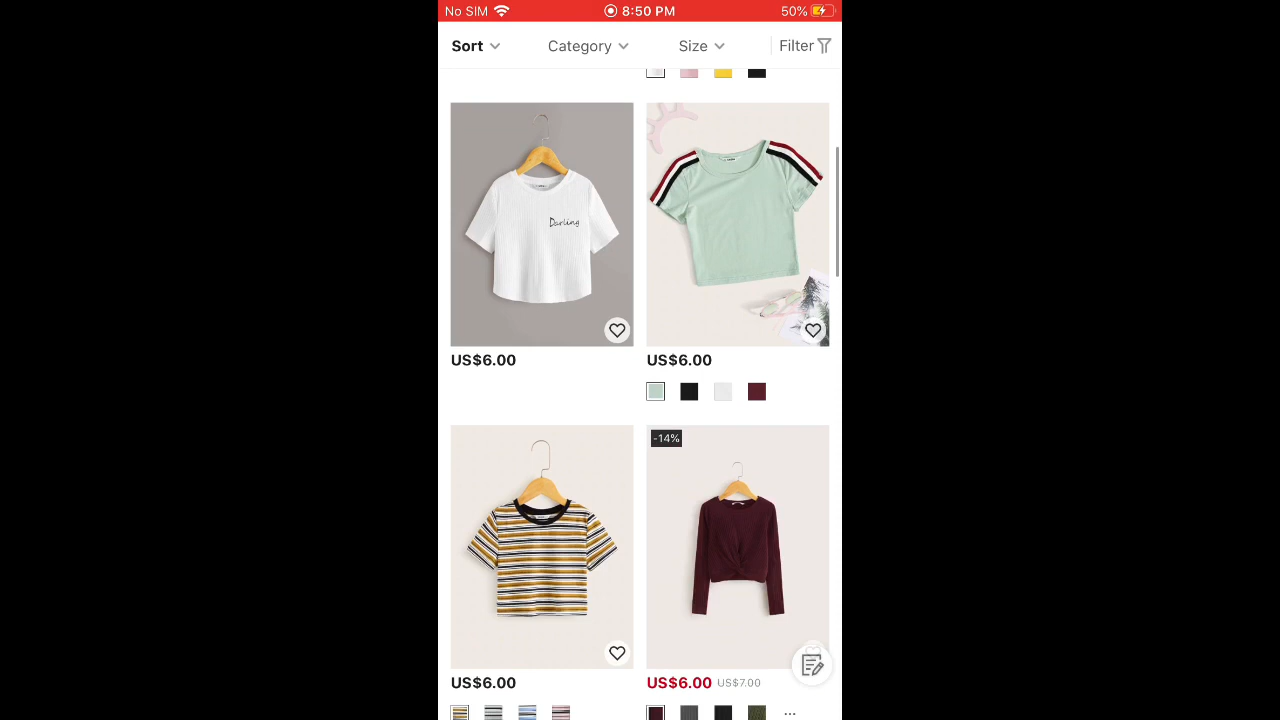 No SIM 8:50 PM 50%
Sort Category Size Filter
Darling
US$6.00 US$6.00
-14%
US$6.00 US$6.00 US$7.00
...